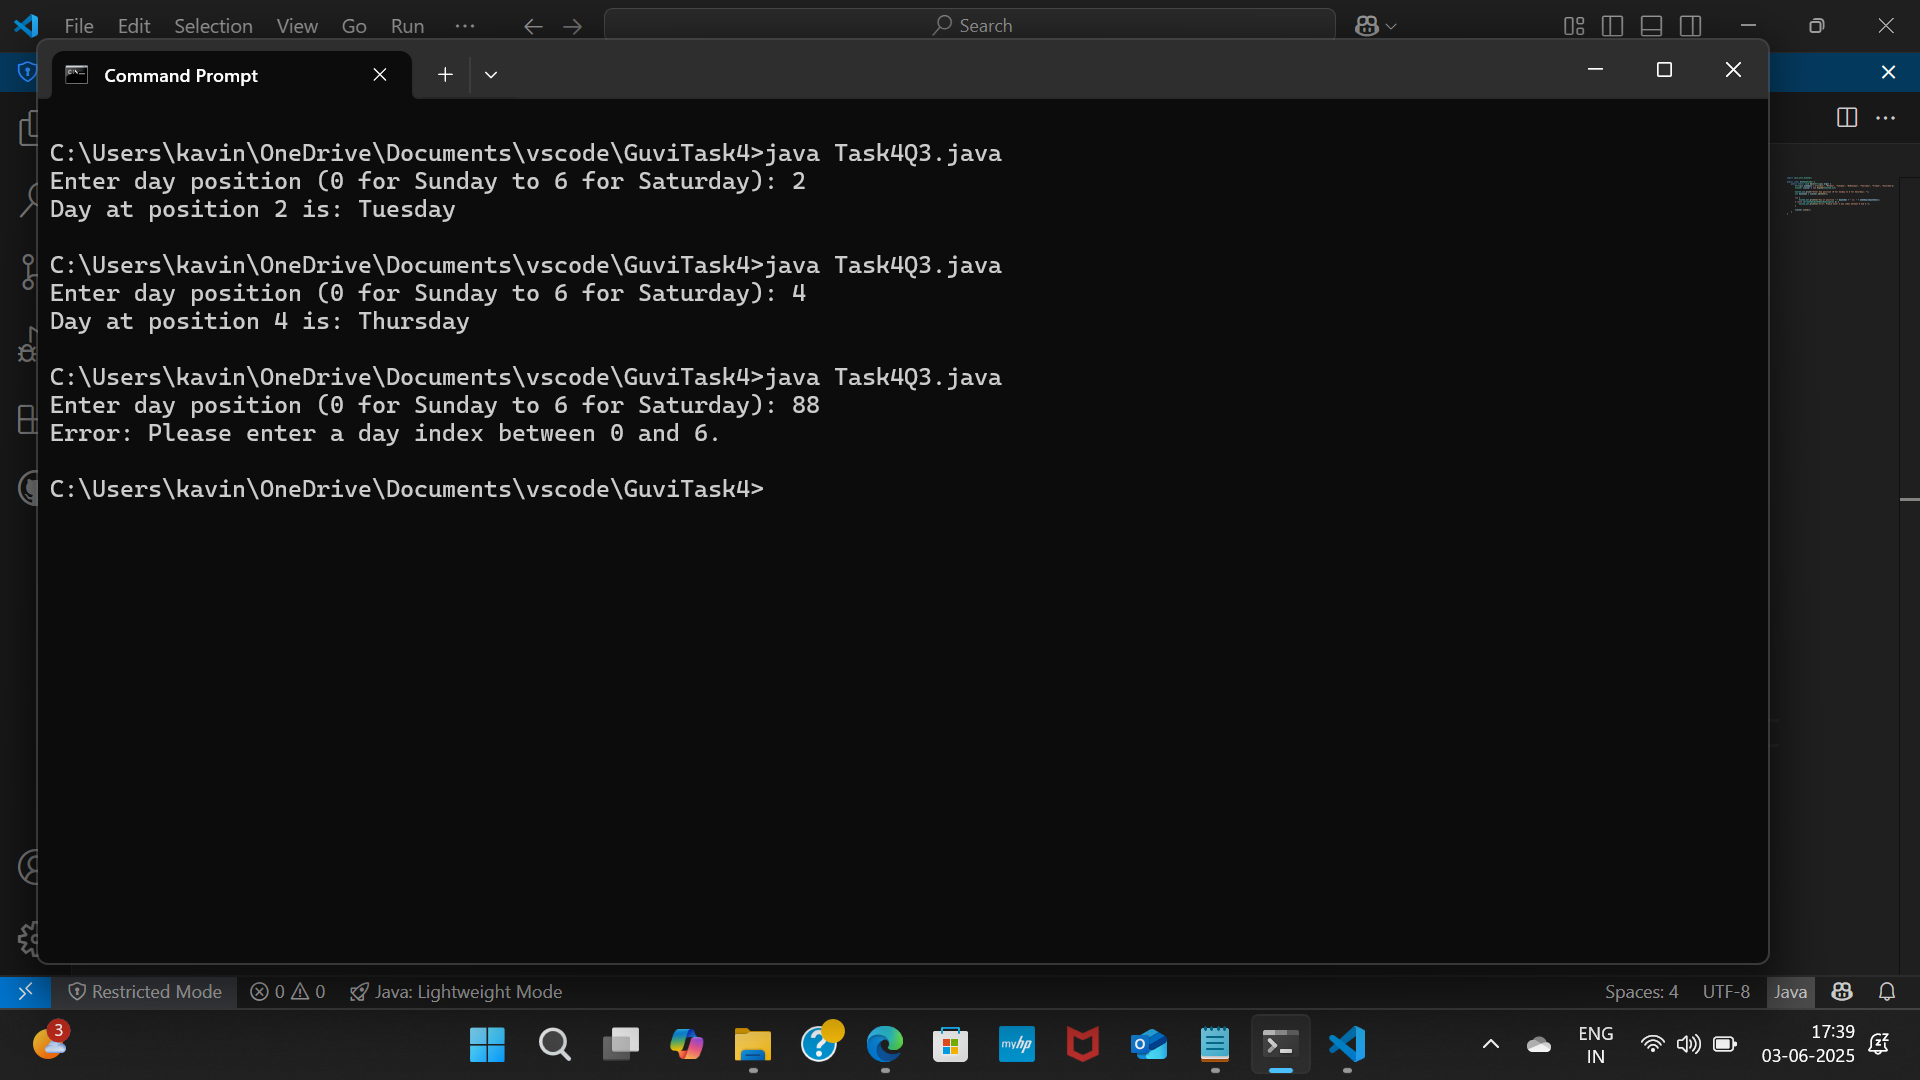 File Edit Selection View Go Run ···
Search
Command Prompt
C:\Users\kavin\OneDrive\Documents\vscode\GuviTask4>java Task4Q3.java
Enter day position (0 for Sunday to 6 for Saturday): 2
Day at position 2 is: Tuesday
C:\Users\kavin\OneDrive\Documents\vscode\GuviTask4>java Task4Q3.java
Enter day position (0 for Sunday to 6 for Saturday): 4
Day at position 4 is: Thursday
C:\Users\kavin\OneDrive\Documents\vscode\GuviTask4>java Task4Q3.java
Enter day position (0 for Sunday to 6 for Saturday): 88
Error: Please enter a day index between 0 and 6.
C:\Users\kavin\OneDrive\Documents\vscode\GuviTask4>
Restricted Mode 0 0 Java: Lightweight Mode Spaces: 4 UTF-8 Java
3
myhp
ENG
IN
17:39
03-06-2025